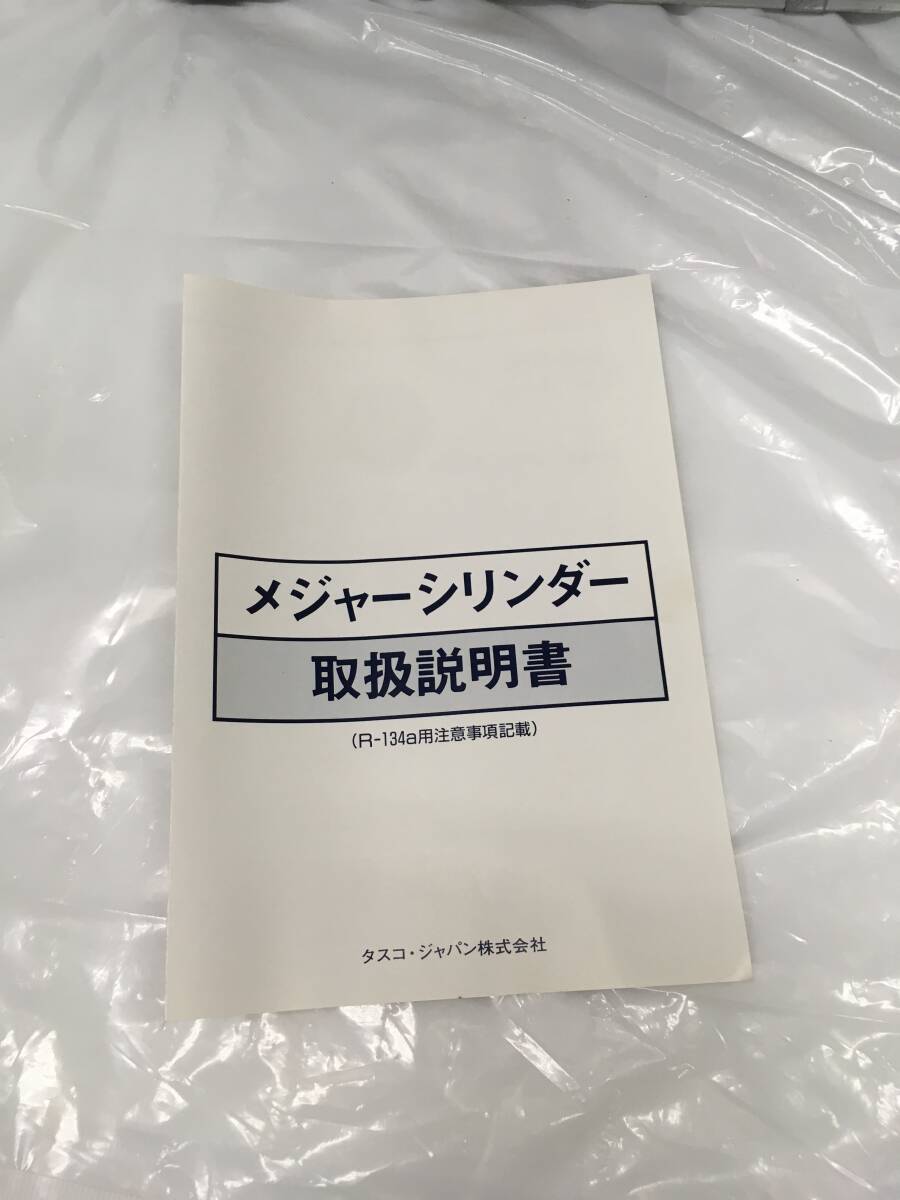 メジャーシリンダー
取扱説明書
（R-134a用注意事項記載）
タスコ・ジャパン株式会社